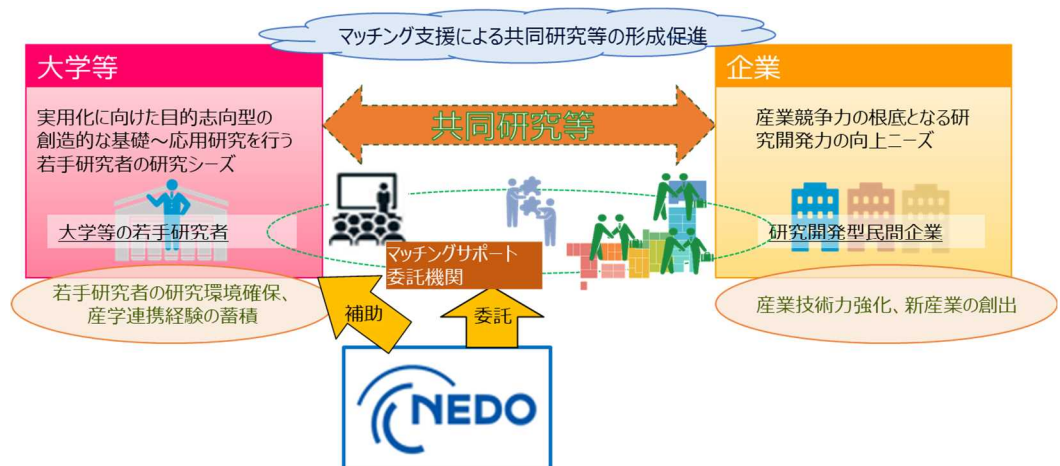 マッチング支援による共同研究等の形成促進
大学等
実用化に向けた目的志向型の
創造的な基礎～応用研究を行う
若手研究者の研究シーズ
大学等の若手研究者
若手研究者の研究環境確保、
産学連携経験の蓄積
共同研究等
マッチングサポート
委託機関
補助
委託
NEDO
企業
産業競争力の根底となる研
究開発力の向上ニーズ
研究開発型民間企業
産業技術力強化、新産業の創出